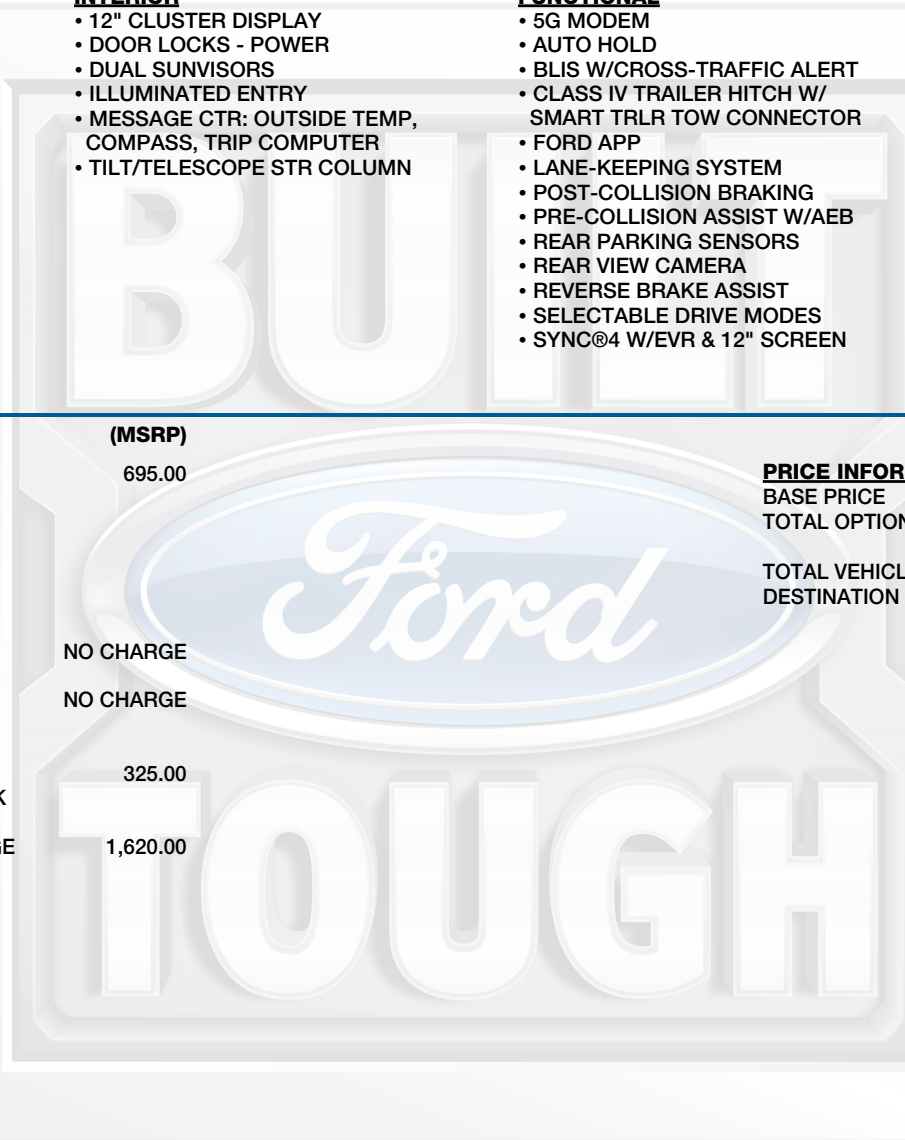 INTERIOR
• 12" CLUSTER DISPLAY
• DOOR LOCKS - POWER
• DUAL SUNVISORS
• ILLUMINATED ENTRY
• MESSAGE CTR: OUTSIDE TEMP,
COMPASS, TRIP COMPUTER
• TILT/TELESCOPE STR COLUMN
FUNCTIONAL
• 5G MODEM
• AUTO HOLD
• BLIS W/CROSS-TRAFFIC ALERT
• CLASS IV TRAILER HITCH W/
SMART TRLR TOW CONNECTOR
• FORD APP
• LANE-KEEPING SYSTEM
• POST-COLLISION BRAKING
• PRE-COLLISION ASSIST W/AEB
• REAR PARKING SENSORS
• REAR VIEW CAMERA
• REVERSE BRAKE ASSIST
• SELECTABLE DRIVE MODES
• SYNC®4 W/EVR & 12" SCREEN
BUILT
(MSRP)
695.00
NO CHARGE
NO CHARGE
325.00
K
GE 1,620.00
PRICE INFOR
BASE PRICE
TOTAL OPTION
TOTAL VEHICL
DESTINATION
Ford
TOUGH